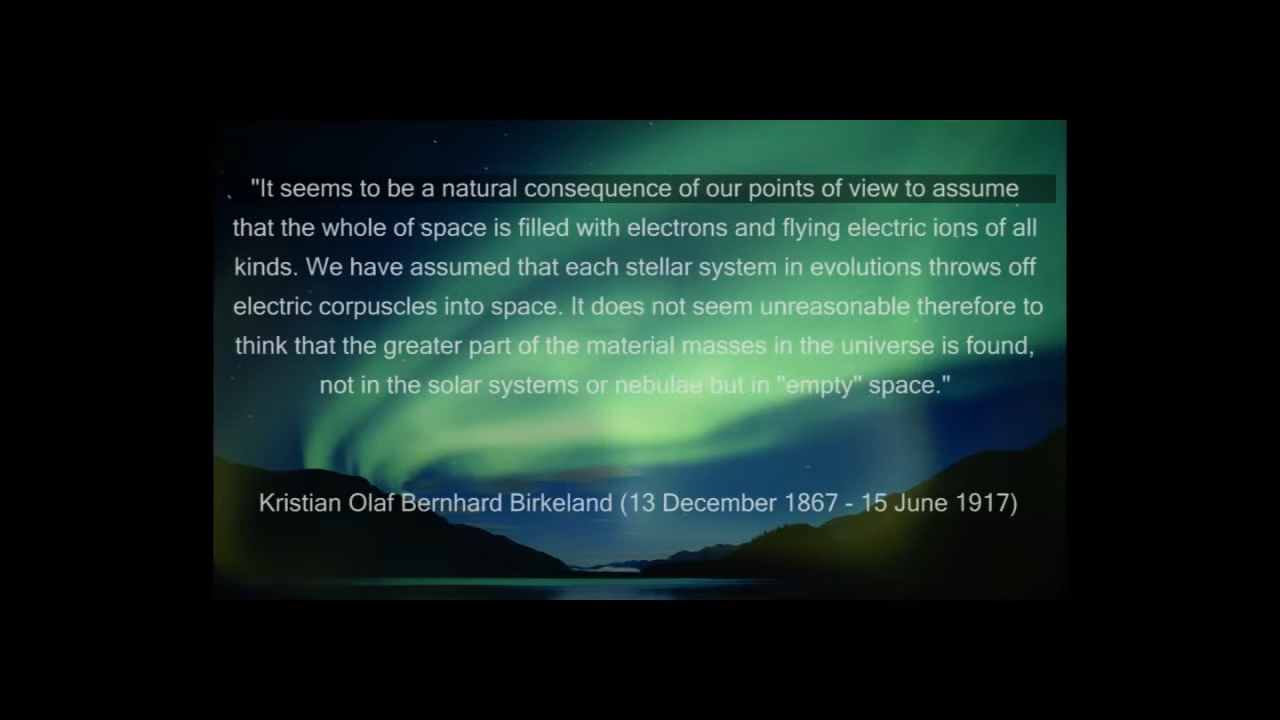 "It seems to be a natural consequence of our points of view to assume
that the whole of space is filled with electrons and flying electric ions of all
kinds. We have assumed that each stellar system in evolutions throws off
electric corpuscles into space. It does not seem unreasonable therefore to
think that the greater part of the material masses in the universe is found,
not in the solar systems or nebulae but in "empty" space."
Kristian Olaf Bernhard Birkeland (13 December 1867 - 15 June 1917)